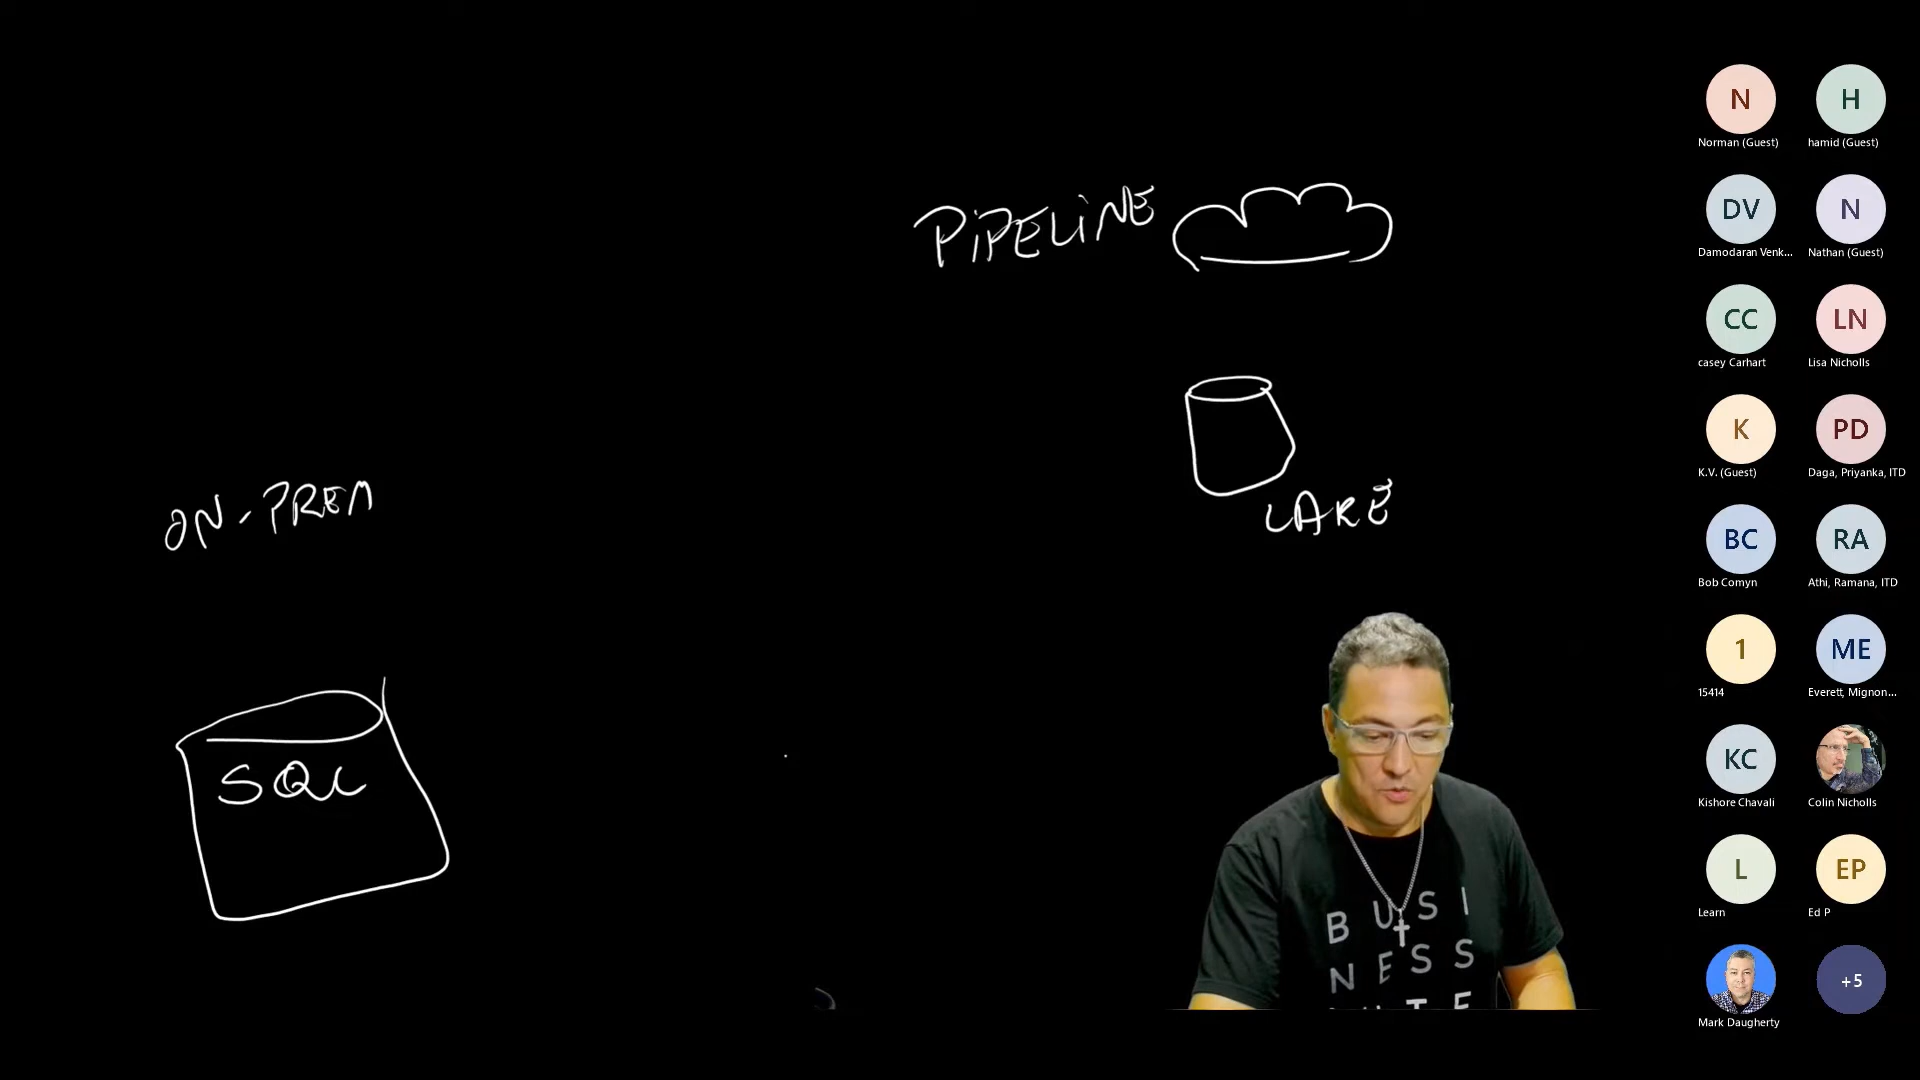 PIPELINE
LAKE
ON-PREM
SQL
BUSI
NESS
N
Norman (Guest)
H
hamid (Guest)
DV
Damodaran Venk...
N
Nathan (Guest)
CC
casey Carhart
LN
Lisa Nicholls
K
K.V. (Guest)
PD
Daga, Priyanka, ITD
BC
Bob Comyn
RA
Athi, Ramana, ITD
1
15414
ME
Everett, Mignon...
KC
Kishore Chavali
Colin Nicholls
L
Learn
EP
Ed P
Mark Daugherty
+5